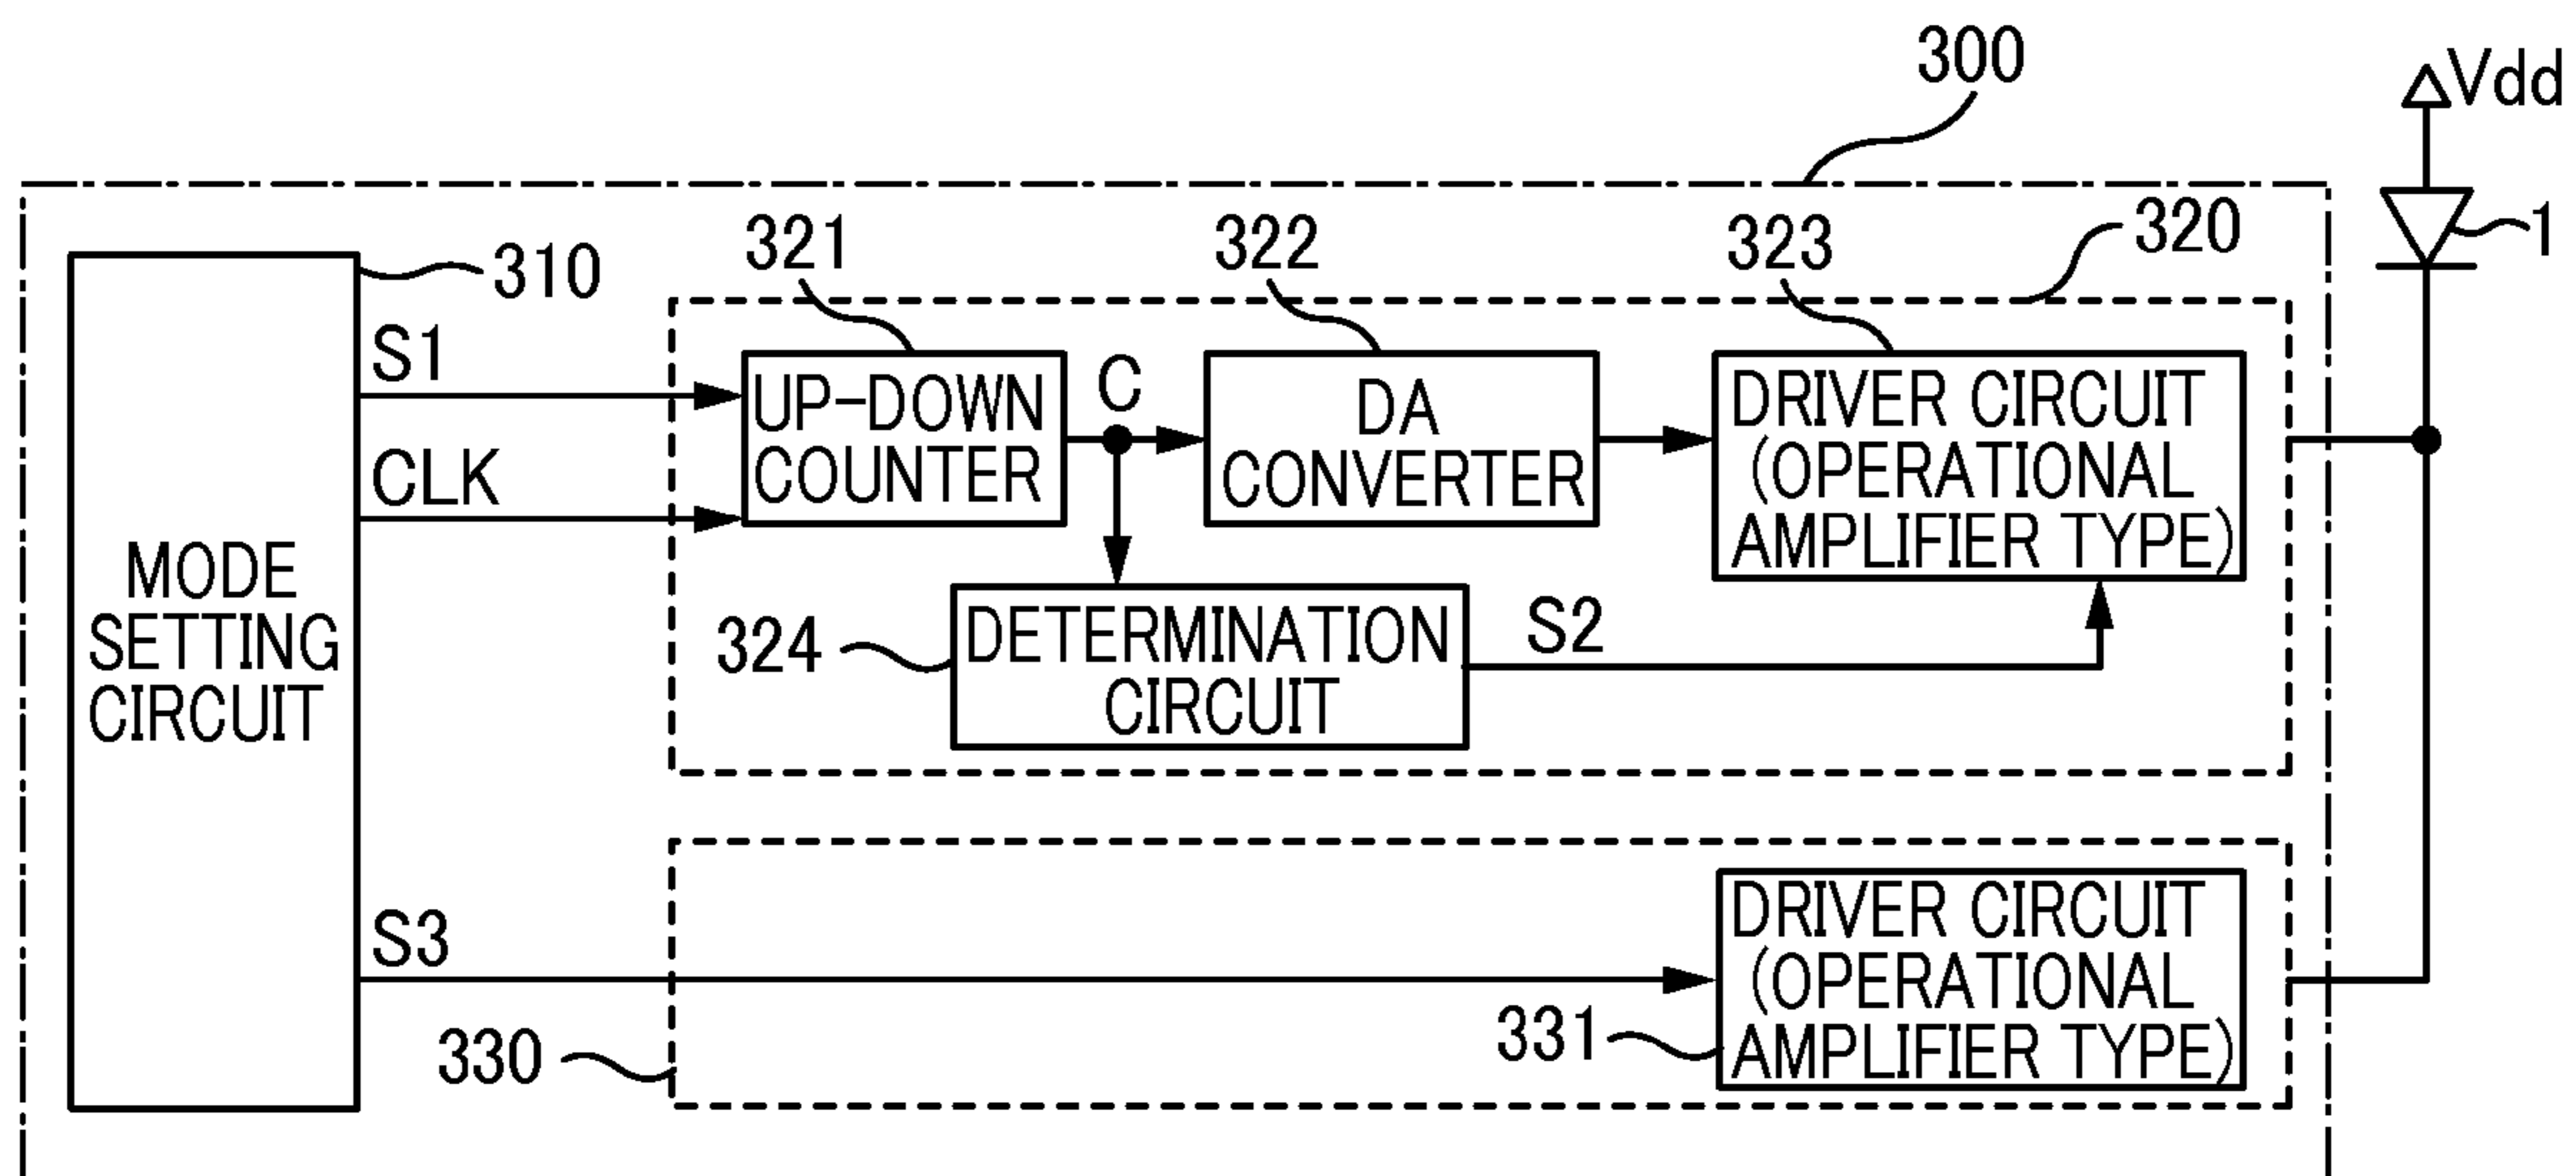 300
Vdd
1
320
310
321
322
323
S1
CLK
S3
MODE
SETTING
CIRCUIT
UP-DOWN
COUNTER
C
DA
CONVERTER
DRIVER CIRCUIT
(OPERATIONAL
AMPLIFIER TYPE)
324
DETERMINATION
CIRCUIT
S2
330
331
DRIVER CIRCUIT
(OPERATIONAL
AMPLIFIER TYPE)